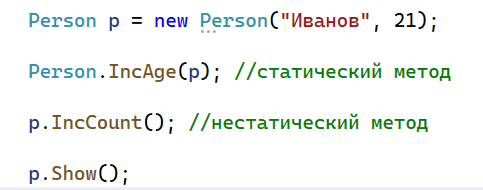 Person p = new Person("Иванов", 21);
Person.IncAge(p); //статический метод
p.IncCount(); //нестатический метод
p.Show();